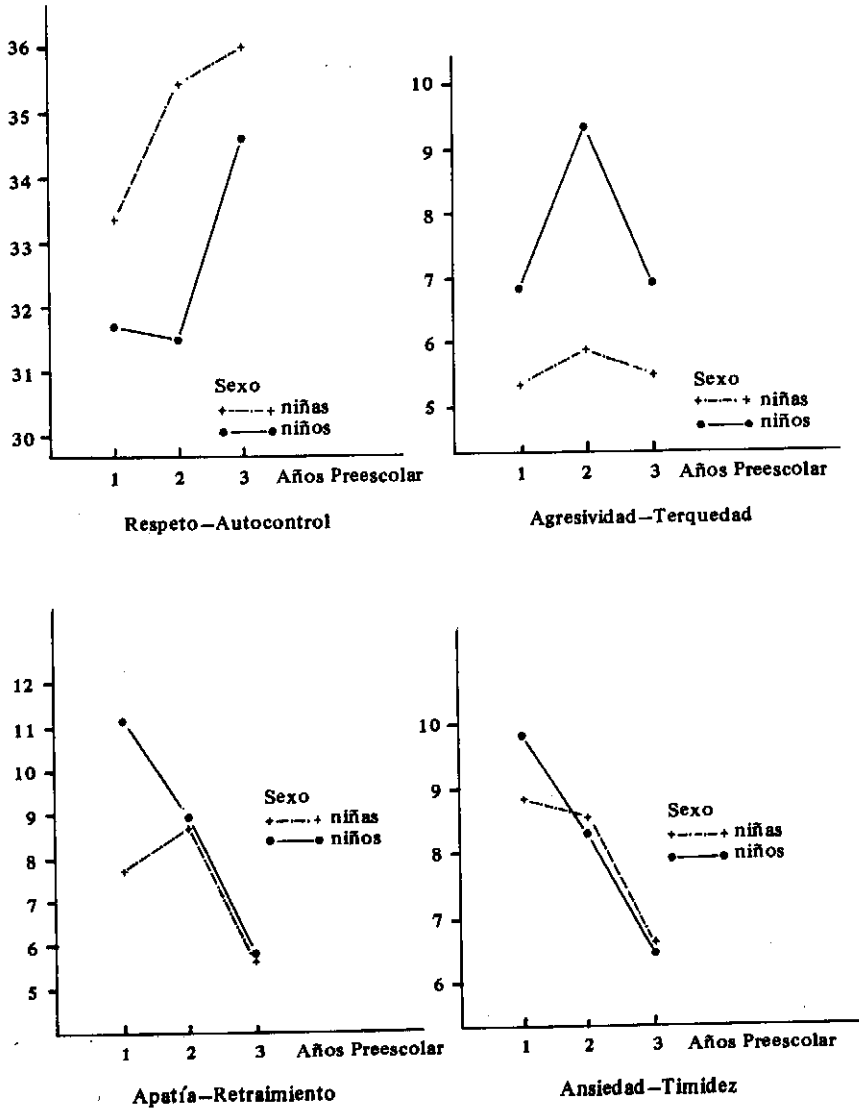 36
35
34
33
32
31
30
Sexo
niñas
niños
1 2 3 Años Preescolar
Respeto—Autocontrol
10
9
8
7
6
5
Sexo
niñas
niños
1 2 3 Años Preescolar
Agresividad—Terquedad
12
11
10
9
8
7
6
5
Sexo
niñas
niños
1 2 3 Años Preescolar
Apatía—Retraimiento
10
9
8
7
6
Sexo
niñas
niños
1 2 3 Años Preescolar
Ansiedad—Timidez